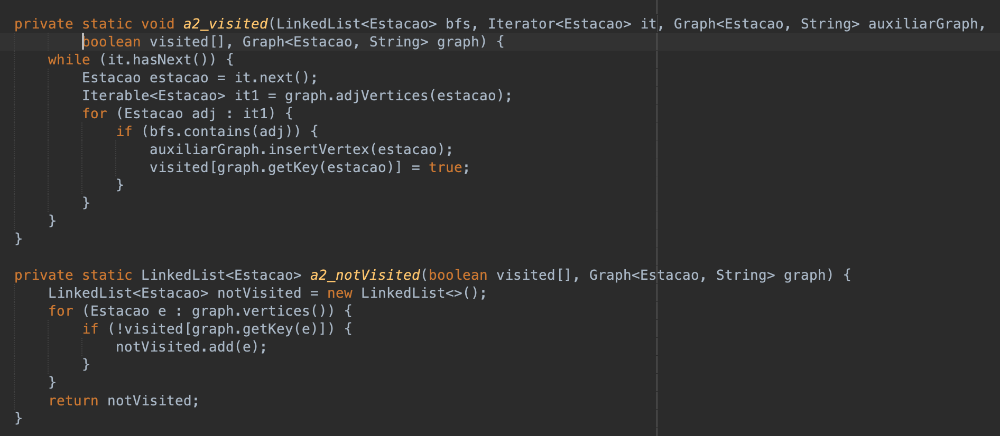 private static void a2_visited(LinkedList<Estacao> bfs, Iterator<Estacao> it, Graph<Estacao, String> auxiliarGraph,
boolean visited[], Graph<Estacao, String> graph) {
while (it.hasNext()) {
Estacao estacao = it.next();
Iterable<Estacao> it1 = graph.adjVertices(estacao);
for (Estacao adj : it1) {
if (bfs.contains(adj)) {
auxiliarGraph.insertVertex(estacao);
visited[graph.getKey(estacao)] = true;
}
}
}
}
private static LinkedList<Estacao> a2_notVisited(boolean visited[], Graph<Estacao, String> graph) {
LinkedList<Estacao> notVisited = new LinkedList<>();
for (Estacao e : graph.vertices()) {
if (!visited[graph.getKey(e)]) {
notVisited.add(e);
}
}
return notVisited;
}